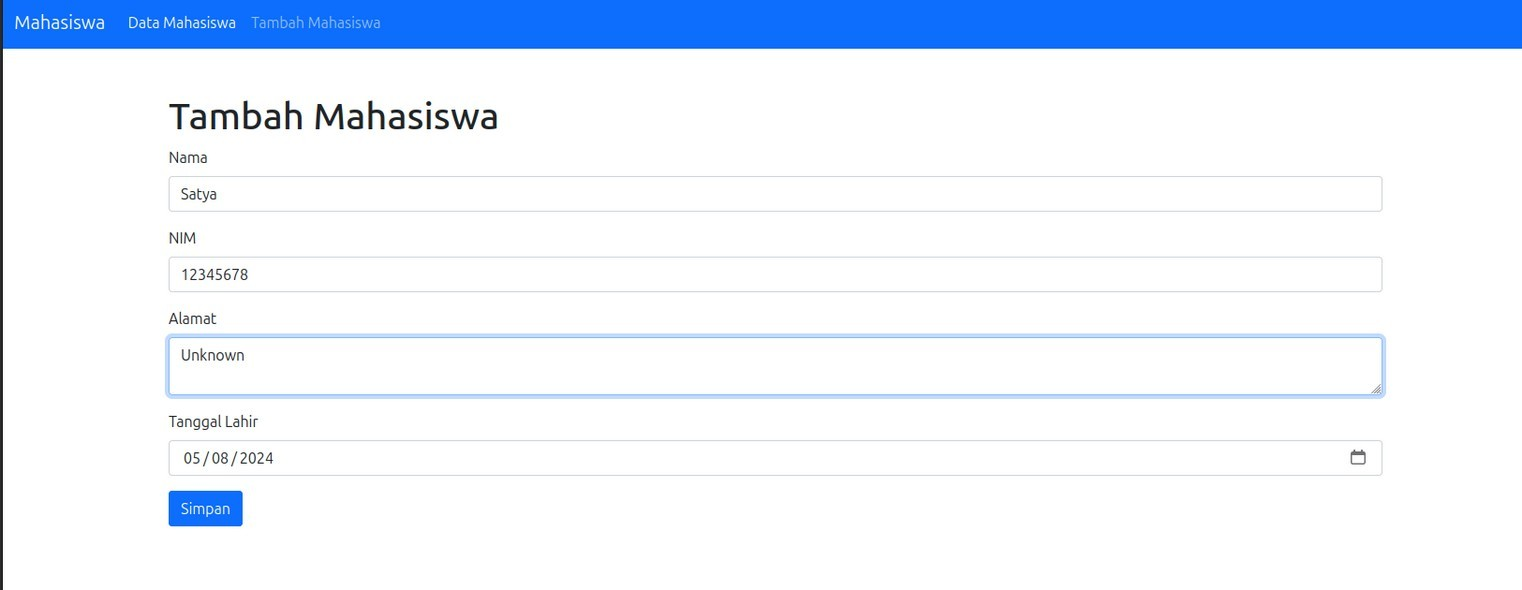 Mahasiswa Data Mahasiswa Tambah Mahasiswa
Tambah Mahasiswa
Nama
Satya
NIM
12345678
Alamat
Unknown
Tanggal Lahir
05/08/2024
Simpan